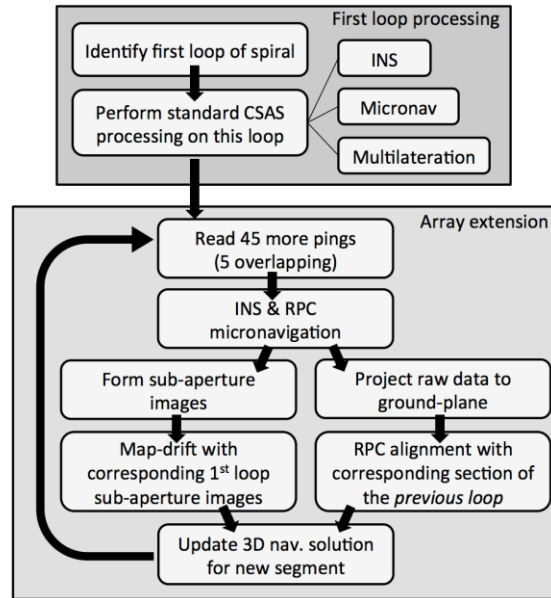 First loop processing
Identify first loop of spiral
Perform standard CSAS
processing on this loop
INS
Micronav
Multilateration
Array extension
Read 45 more pings
(5 overlapping)
INS & RPC
micronavigation
Form sub-aperture
images
Project raw data to
ground-plane
Map-drift with
corresponding 1st loop
sub-aperture images
RPC alignment with
corresponding section of
the previous loop
Update 3D nav. solution
for new segment